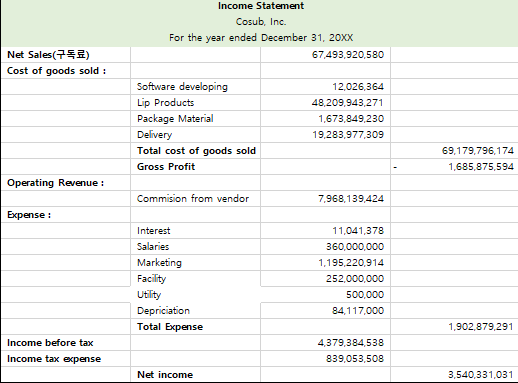 Income Statement
Cosub, Inc.
For the year ended December 31, 20XX
Net Sales(구독료) 67,493,920,580
Cost of goods sold :
Software developing 12,026,364
Lip Products 48,209,943,271
Package Material 1,673,849,230
Delivery 19,283,977,309
Total cost of goods sold 69,179,796,174
Gross Profit - 1,685,875,594
Operating Revenue :
Commision from vendor 7,968,139,424
Expense :
Interest 11,041,378
Salaries 360,000,000
Marketing 1,195,220,914
Facility 252,000,000
Utility 500,000
Depriciation 84,117,000
Total Expense 1,902,879,291
Income before tax 4,379,384,538
Income tax expense 839,053,508
Net income 3,540,331,031